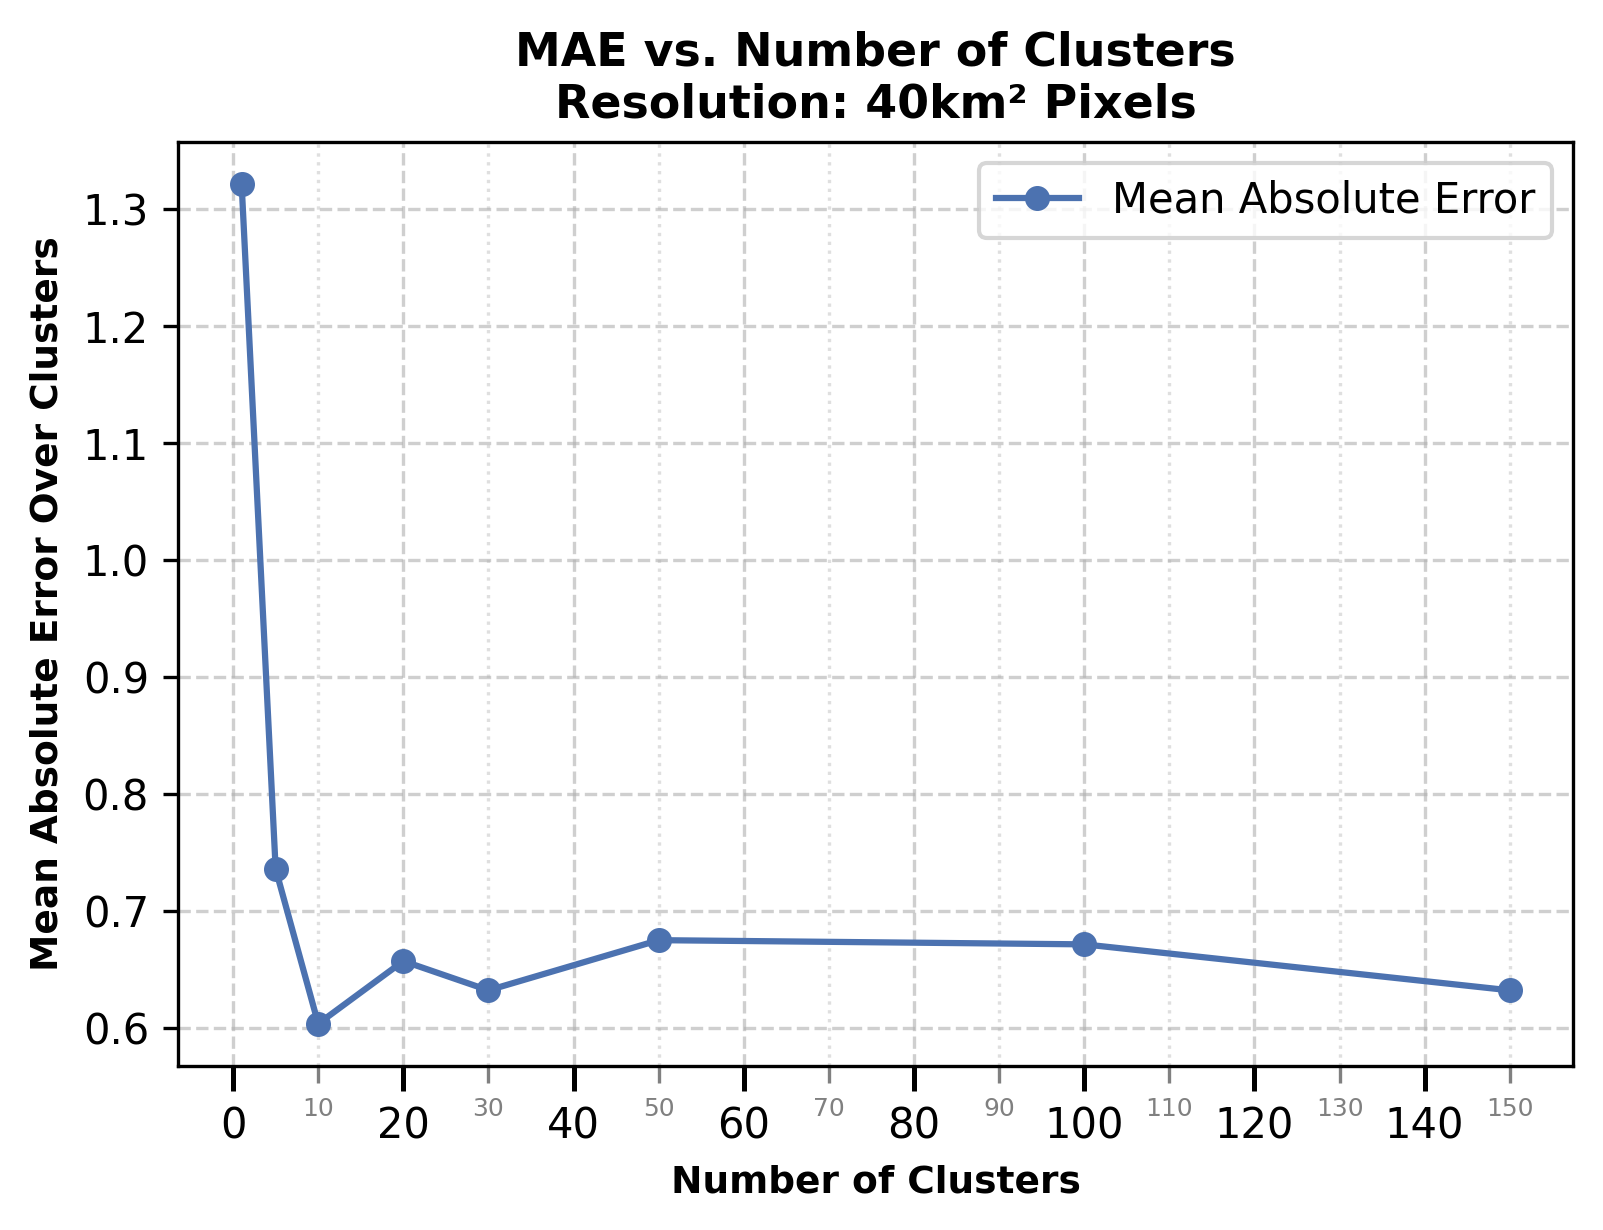 MAE vs. Number of Clusters
Resolution: 40km² Pixels
Mean Absolute Error
Mean Absolute Error Over Clusters
1.3
1.2
1.1
1.0
0.9
0.8
0.7
0.6
0 10 20 30 40 50 60 70 80 90 100 110 120 130 140 150
Number of Clusters